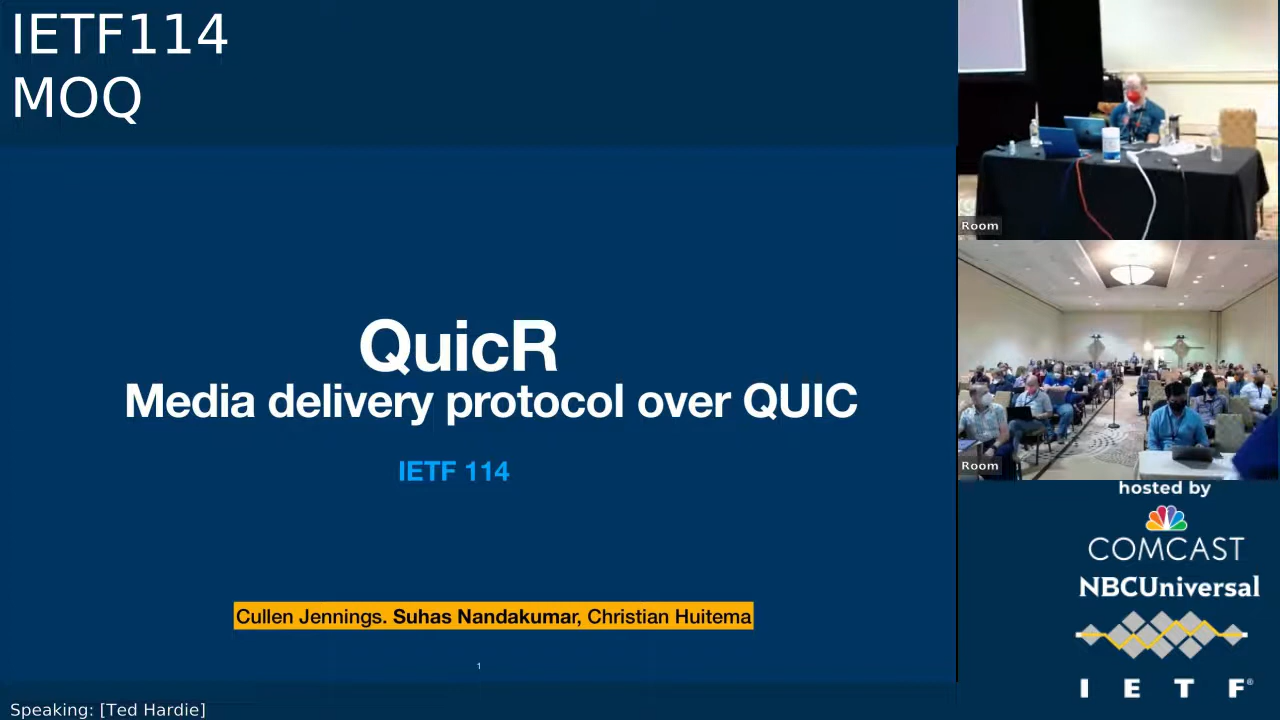 IETF114
MOQ
QuicR
Media delivery protocol over QUIC
IETF 114
Cullen Jennings. Suhas Nandakumar, Christian Huitema
1
Speaking: [Ted Hardie]
Room
Room
hosted by
COMCAST
NBCUniversal
I E T F®